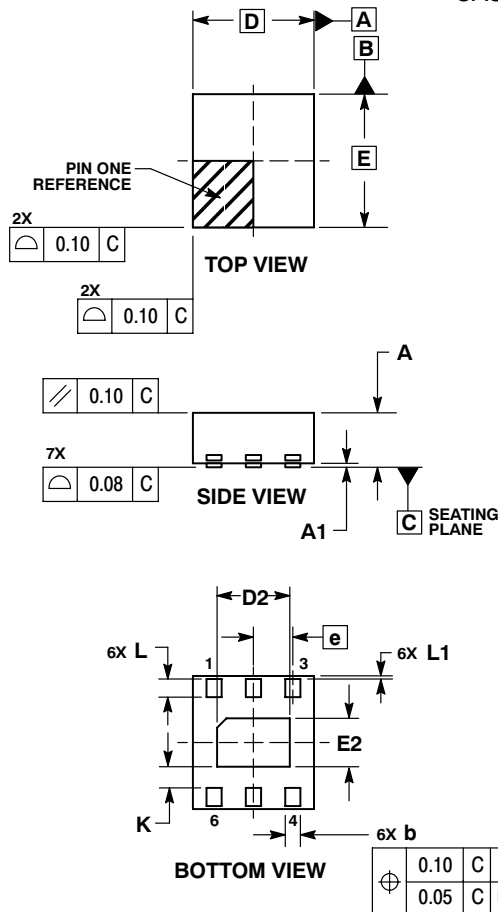 D
A
B
E
PIN ONE
REFERENCE
2X
0.10 C
TOP VIEW
2X
0.10 C
A
0.10 C
7X
0.08 C
SIDE VIEW
A1
C SEATING
PLANE
D2
e
6X L
1
3
6X L1
E2
K
6
4
6X b
BOTTOM VIEW
0.10 C
0.05 C